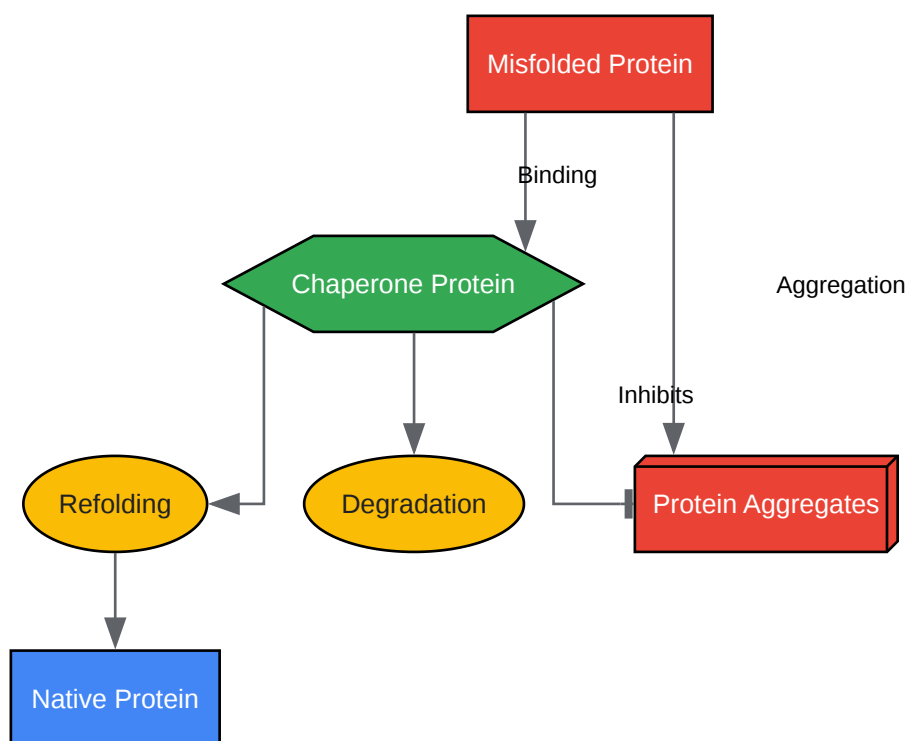 Misfolded Protein
Binding
Chaperone Protein
Aggregation
Inhibits
Refolding
Degradation
Protein Aggregates
Native Protein